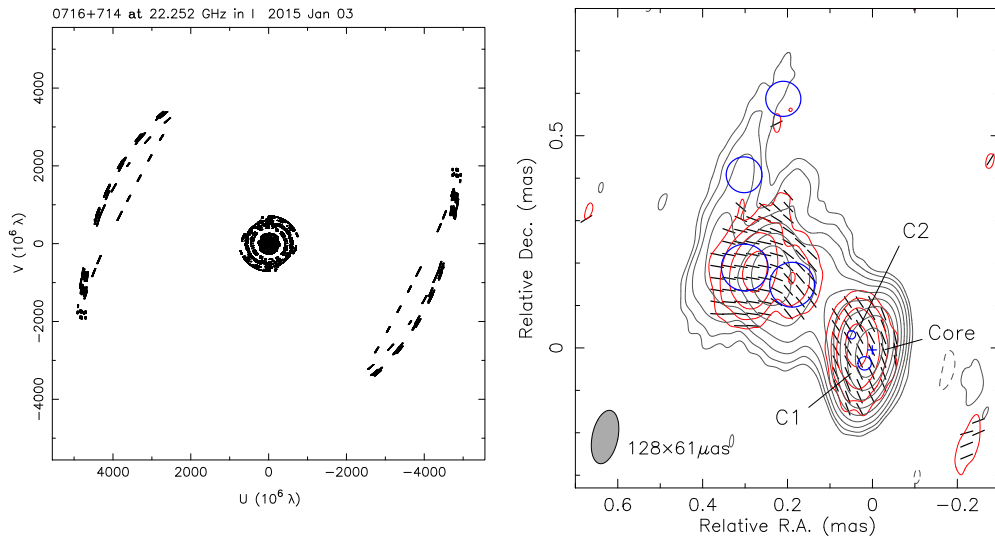 0716+714 at 22.252 GHz in I 2015 Jan 03
V (10⁶ λ)
4000
2000
0
−2000
−4000
4000
2000
0
−2000
−4000
U (10⁶ λ)
Relative Dec. (mas)
0.5
0
C2
Core
C1
128×61μas
0.6
0.4
0.2
0
−0.2
Relative R.A. (mas)